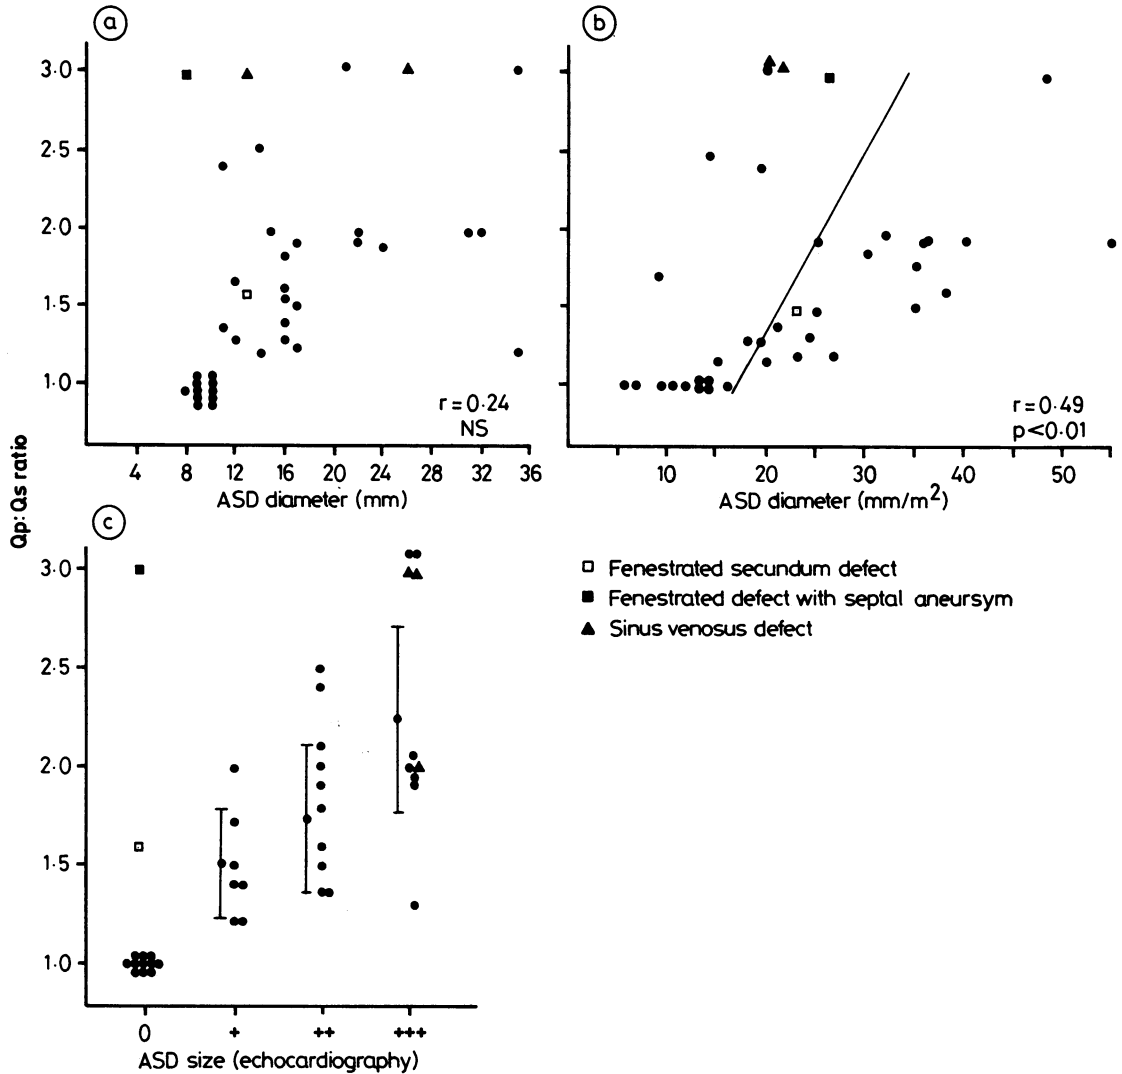 a
3·0
2·5
2·0
1·5
1·0
r=0·24
NS
4 8 12 16 20 24 28 32 36
ASD diameter (mm)
b
r=0·49
p<0·01
10 20 30 40 50
ASD diameter (mm/m²)
Qp:Qs ratio
c
3·0
2·5
2·0
1·5
1·0
0 + ++ +++
ASD size (echocardiography)
□ Fenestrated secundum defect
■ Fenestrated defect with septal aneursym
▲ Sinus venosus defect